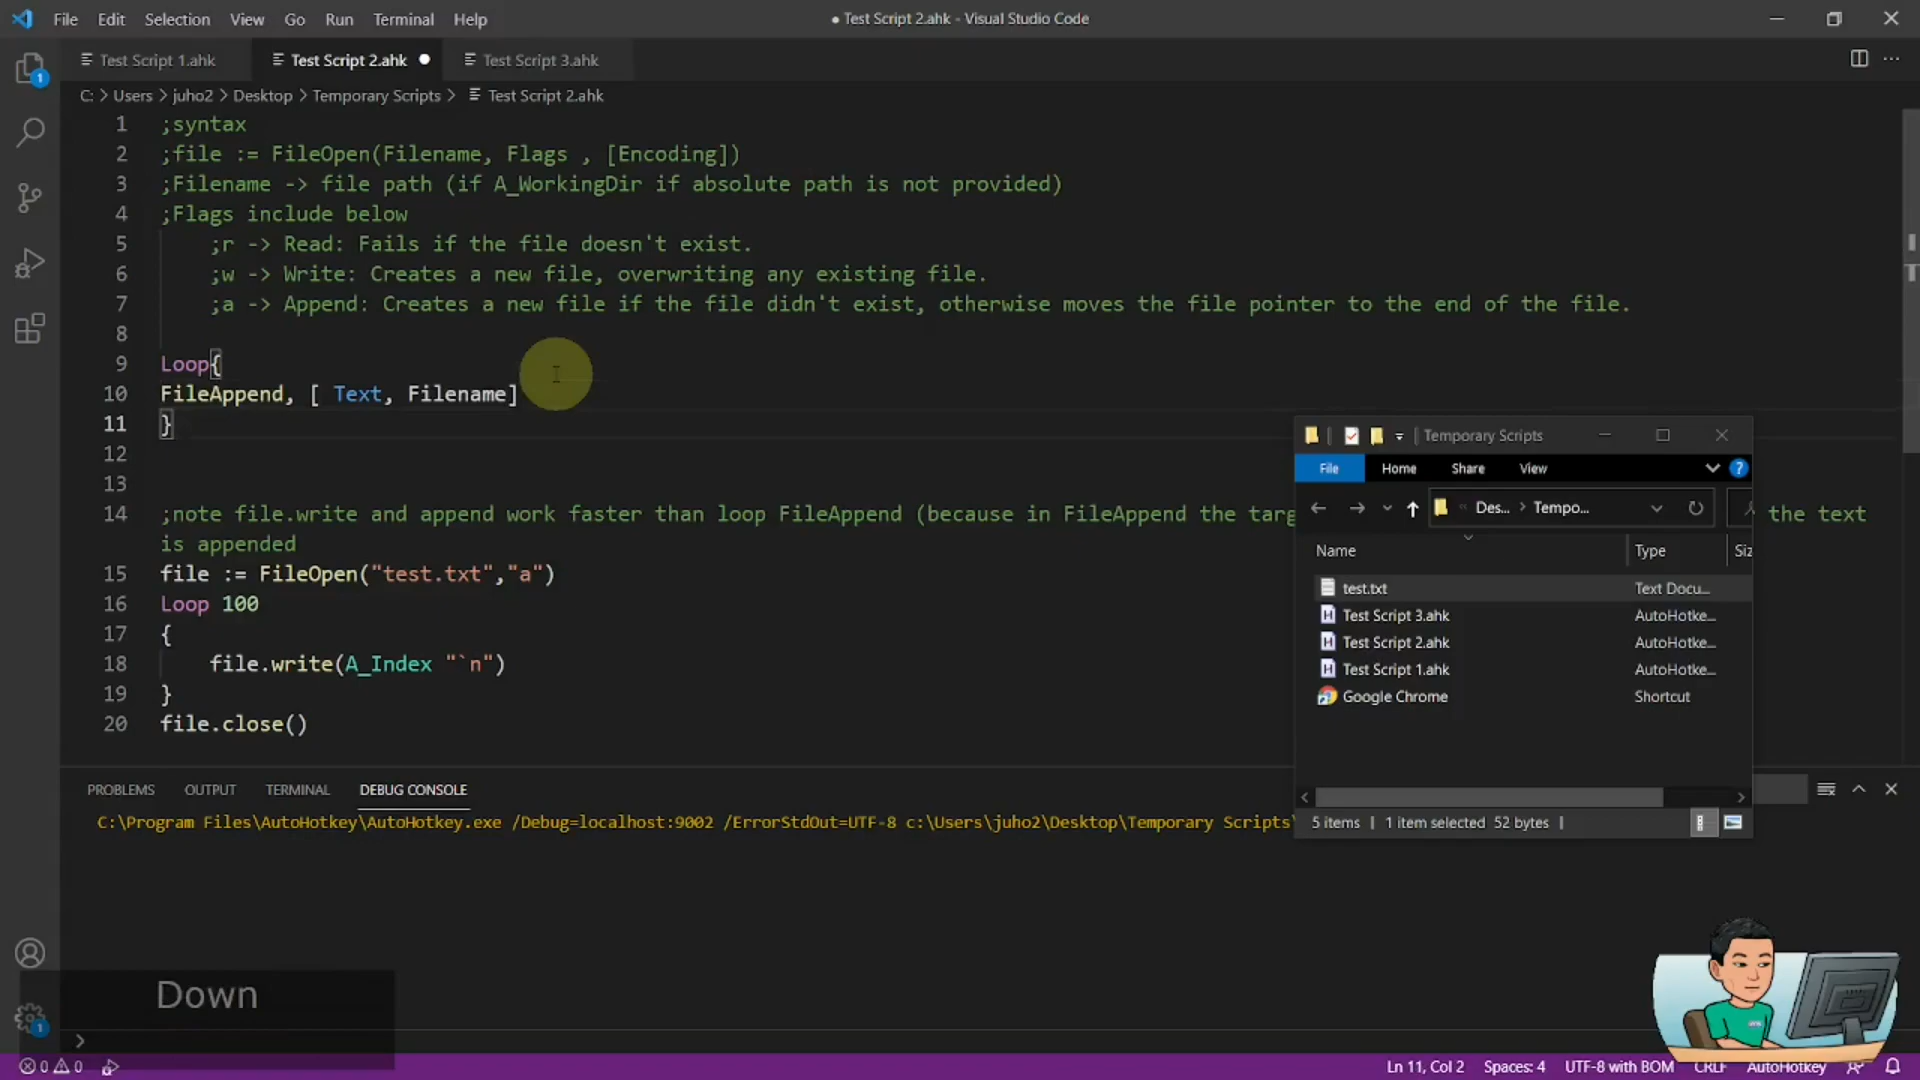 File Edit Selection View Go Run Terminal Help
● Test Script 2.ahk - Visual Studio Code
Test Script 1.ahk
Test Script 2.ahk
Test Script 3.ahk
C: > Users > juho2 > Desktop > Temporary Scripts > Test Script 2.ahk
1 ;syntax
2 ;file := FileOpen(Filename, Flags , [Encoding])
3 ;Filename -> file path (if A_WorkingDir if absolute path is not provided)
4 ;Flags include below
5 ;r -> Read: Fails if the file doesn't exist.
6 ;w -> Write: Creates a new file, overwriting any existing file.
7 ;a -> Append: Creates a new file if the file didn't exist, otherwise moves the file pointer to the end of the file.
8
9 Loop{
10 FileAppend, [ Text, Filename]
11 }
12
13
14 ;note file.write and append work faster than loop FileAppend (because in FileAppend the targ
the text
is appended
15 file := FileOpen("test.txt","a")
16 Loop 100
17 {
18 file.write(A_Index "`n")
19 }
20 file.close()
Temporary Scripts
File Home Share View
Des... > Tempo...
Name Type Siz
test.txt Text Docu...
Test Script 3.ahk AutoHotke...
Test Script 2.ahk AutoHotke...
Test Script 1.ahk AutoHotke...
Google Chrome Shortcut
5 items 1 item selected 52 bytes
PROBLEMS OUTPUT TERMINAL DEBUG CONSOLE
C:\Program Files\AutoHotkey\AutoHotkey.exe /Debug=localhost:9002 /ErrorStdOut=UTF-8 c:\Users\juho2\Desktop\Temporary Scripts\
Down
1
1
0 0
Ln 11, Col 2 Spaces: 4 UTF-8 with BOM CRLF AutoHotkey